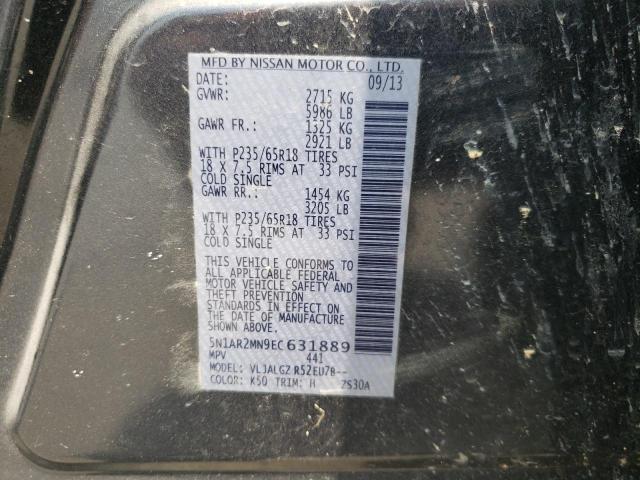 MFD BY NISSAN MOTOR CO., LTD.
DATE: 09/13
GVWR: 2715 KG
5986 LB
GAWR FR.: 1325 KG
2921 LB
WITH P235/65R18 TIRES
18 X 7.5 RIMS AT 33 PSI
COLD SINGLE
GAWR RR.: 1454 KG
3205 LB
WITH P235/65R18 TIRES
18 X 7.5 RIMS AT 33 PSI
COLD SINGLE
THIS VEHICLE CONFORMS TO
ALL APPLICABLE FEDERAL
MOTOR VEHICLE SAFETY AND
THEFT PREVENTION
STANDARDS IN EFFECT ON
THE DATE OF MANUFACTURE
SHOWN ABOVE.
5N1AR2MN9EC631889
MPV 441
MODEL: VLJALGZ R52EU7B--
COLOR: K50 TRIM: H ZS30A